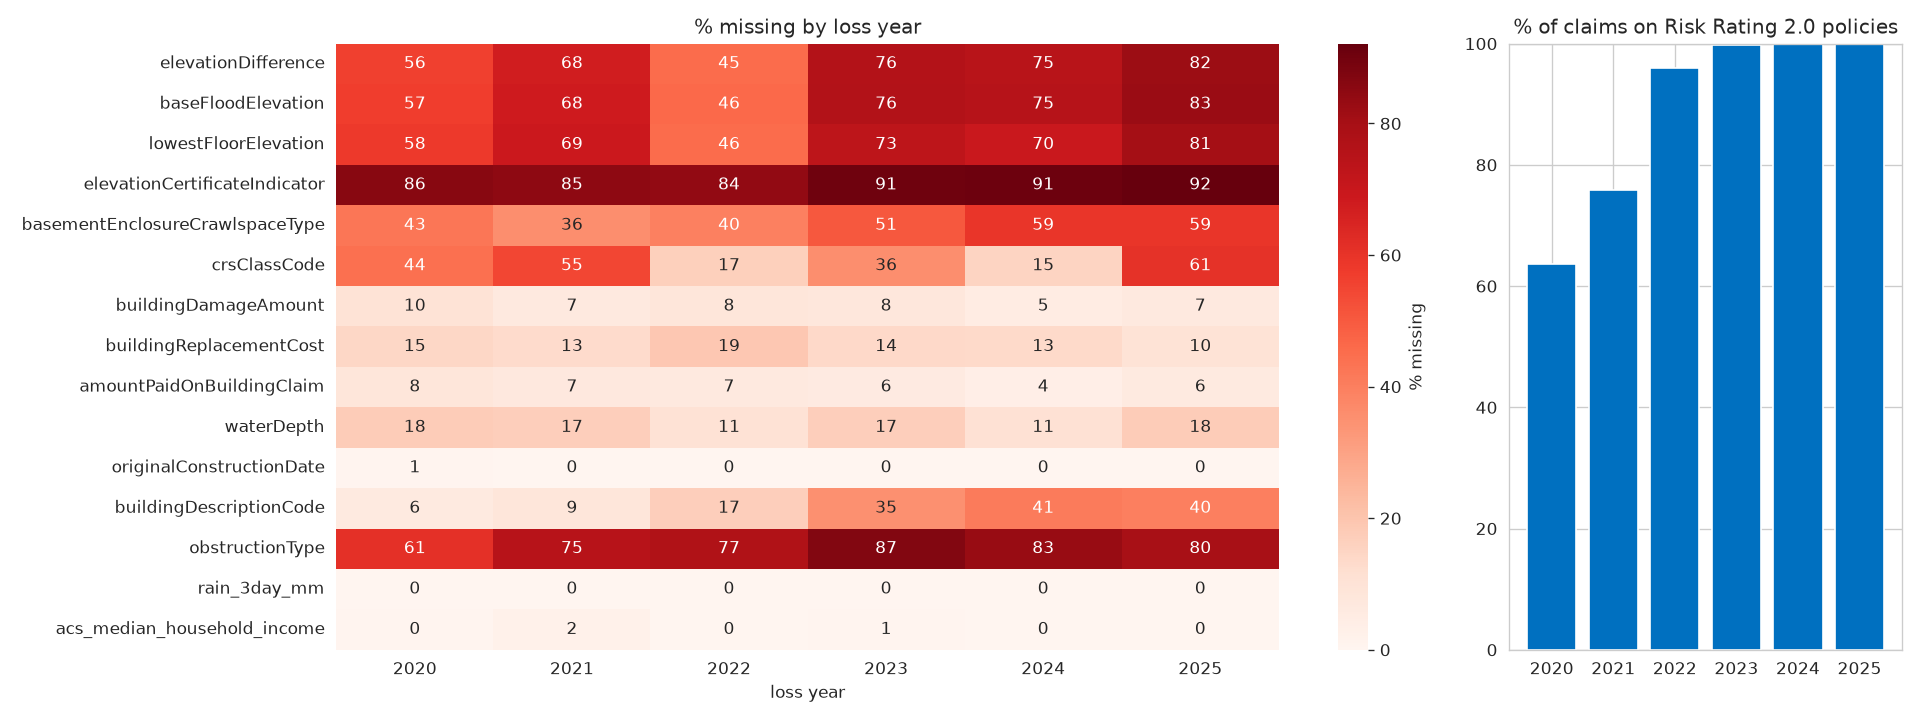 % missing by loss year
elevationDifference 56 68 45 76 75 82
baseFloodElevation 57 68 46 76 75 83
lowestFloorElevation 58 69 46 73 70 81
elevationCertificateIndicator 86 85 84 91 91 92
basementEnclosureCrawlspaceType 43 36 40 51 59 59
crsClassCode 44 55 17 36 15 61
buildingDamageAmount 10 7 8 8 5 7
buildingReplacementCost 15 13 19 14 13 10
amountPaidOnBuildingClaim 8 7 7 6 4 6
waterDepth 18 17 11 17 11 18
originalConstructionDate 1 0 0 0 0 0
buildingDescriptionCode 6 9 17 35 41 40
obstructionType 61 75 77 87 83 80
rain_3day_mm 0 0 0 0 0 0
acs_median_household_income 0 2 0 1 0 0
2020 2021 2022 2023 2024 2025
loss year
80
60
40
20
0
% missing
% of claims on Risk Rating 2.0 policies
100
80
60
40
20
0
2020 2021 2022 2023 2024 2025